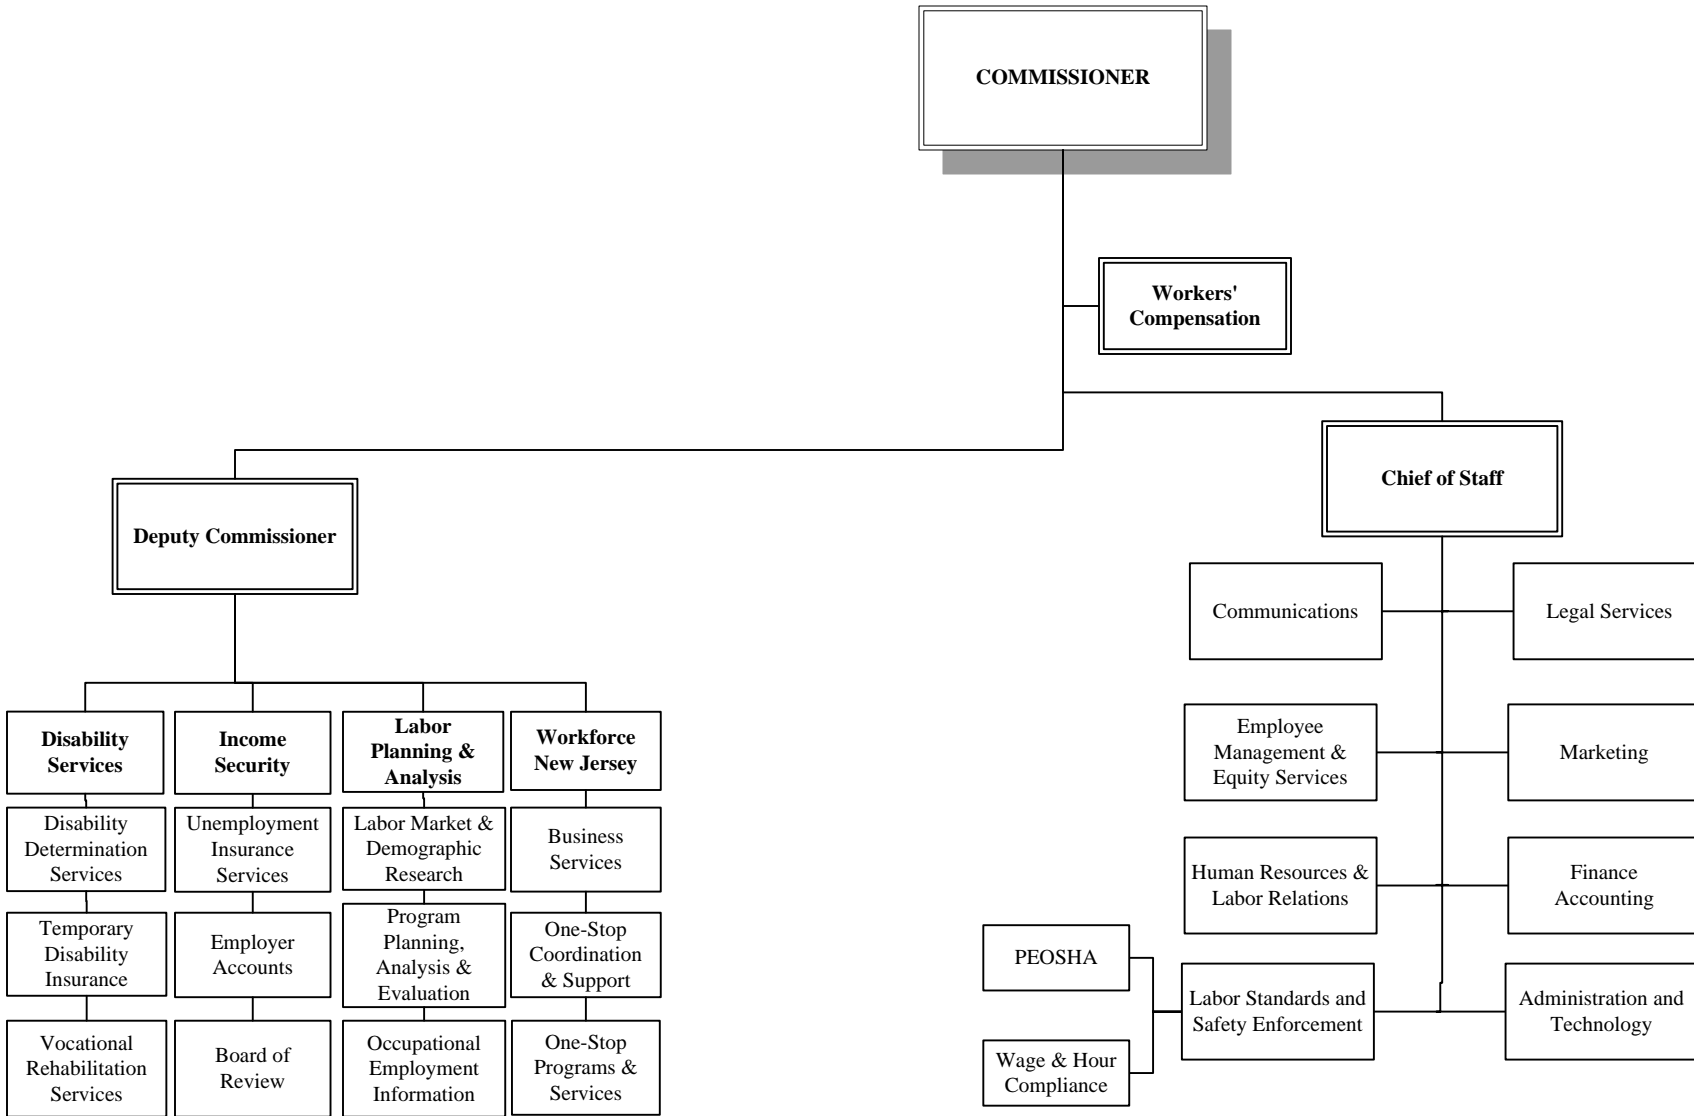 COMMISSIONER
Workers'
Compensation
Chief of Staff
Deputy Commissioner
Communications
Legal Services
Employee
Management &
Equity Services
Marketing
Human Resources &
Labor Relations
Finance
Accounting
PEOSHA
Wage & Hour
Compliance
Labor Standards and
Safety Enforcement
Administration and
Technology
Disability
Services
Disability
Determination
Services
Temporary
Disability
Insurance
Vocational
Rehabilitation
Services
Income
Security
Unemployment
Insurance
Services
Employer
Accounts
Board of
Review
Labor
Planning &
Analysis
Labor Market &
Demographic
Research
Program
Planning,
Analysis &
Evaluation
Occupational
Employment
Information
Workforce
New Jersey
Business
Services
One-Stop
Coordination
& Support
One-Stop
Programs &
Services